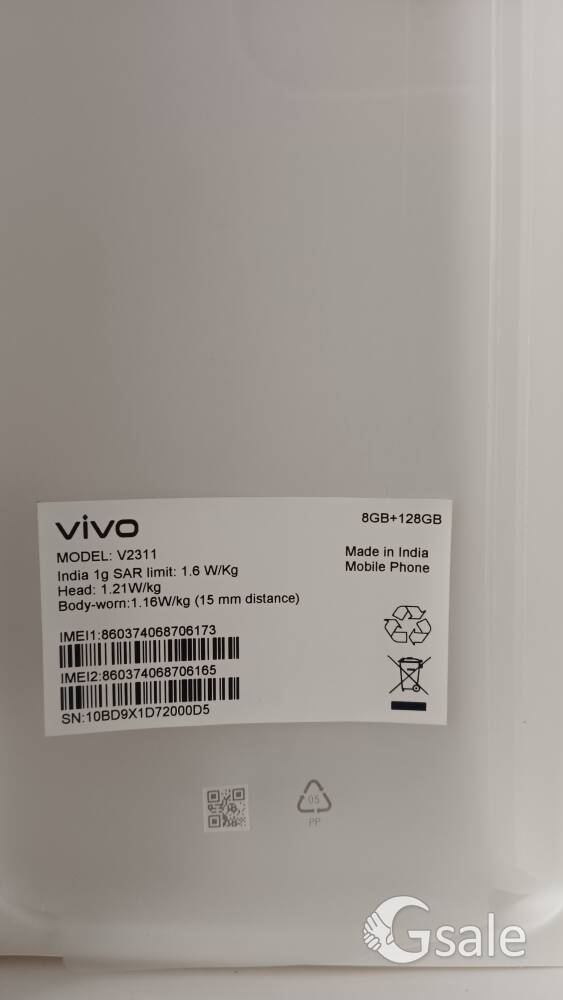 vivo
8GB+128GB
MODEL: V2311
Made in India
Mobile Phone
India 1g SAR limit: 1.6 W/Kg
Head: 1.21W/kg
Body-worn:1.16W/kg (15 mm distance)
IMEI1:860374068706173
IMEI2:860374068706165
SN:10BD9X1D72000D5
05
PP
Gsale